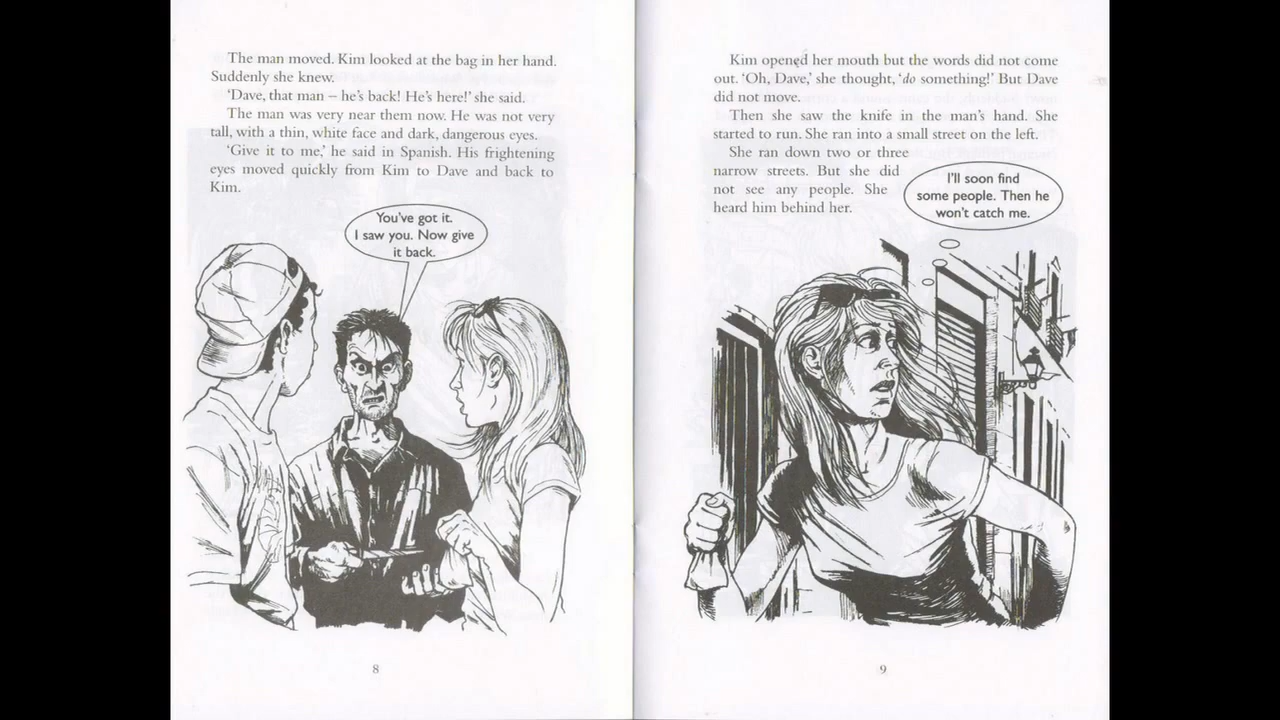 The man moved. Kim looked at the bag in her hand.
Suddenly she knew.
‘Dave, that man – he’s back! He’s here!’ she said.
The man was very near them now. He was not very
tall, with a thin, white face and dark, dangerous eyes.
‘Give it to me,’ he said in Spanish. His frightening
eyes moved quickly from Kim to Dave and back to
Kim.
You’ve got it.
I saw you. Now give
it back.
8
Kim opened her mouth but the words did not come
out. ‘Oh, Dave,’ she thought, ‘do something!’ But Dave
did not move.
Then she saw the knife in the man’s hand. She
started to run. She ran into a small street on the left.
She ran down two or three
narrow streets. But she did
not see any people. She
heard him behind her.
I’ll soon find
some people. Then he
won’t catch me.
9